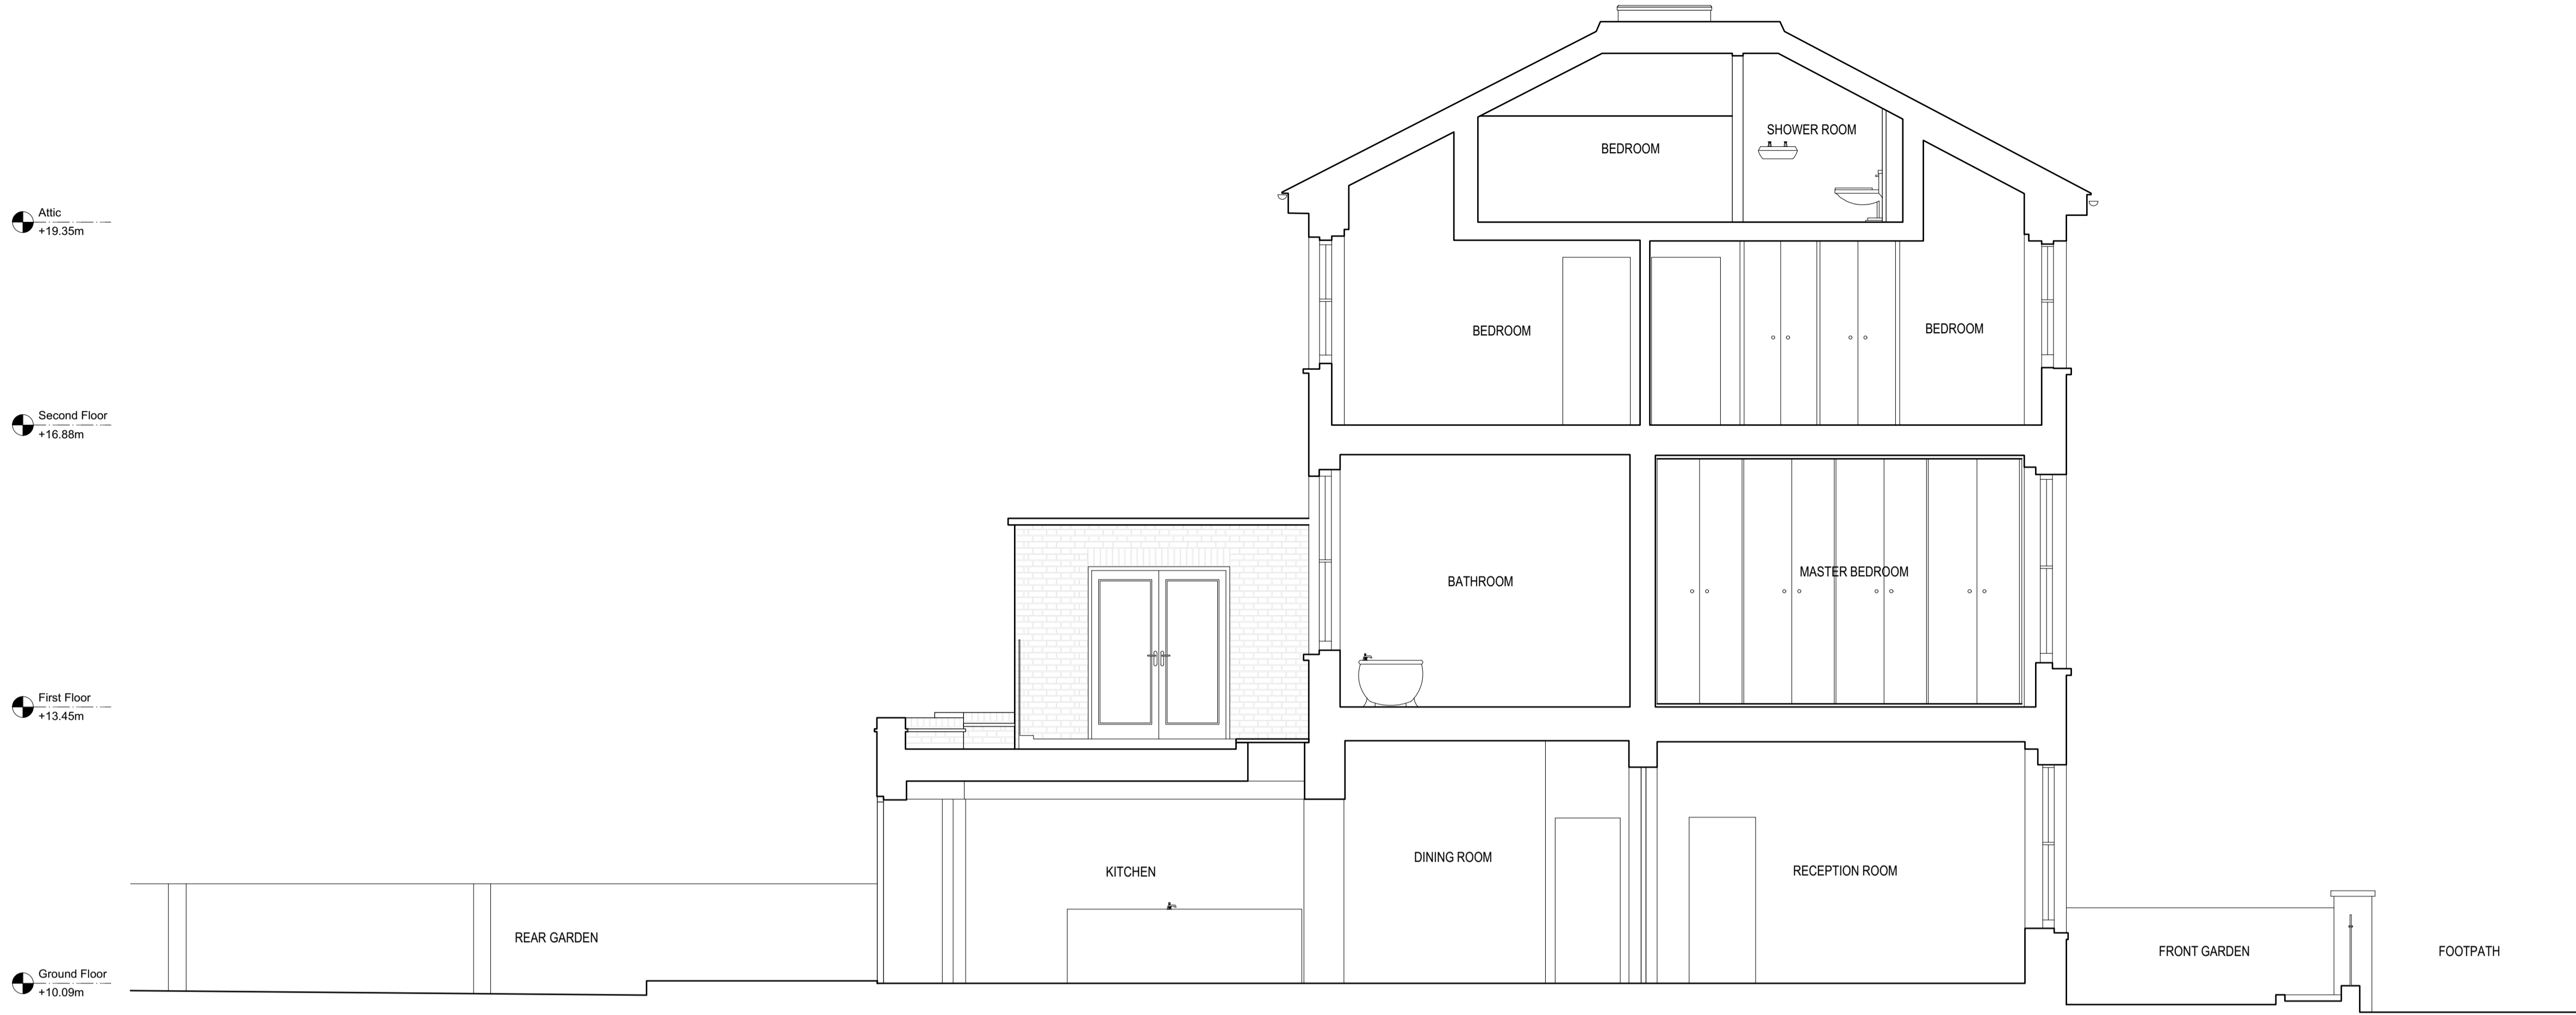 SHOWER ROOM
BEDROOM
Attic
+19.35m
BEDROOM
BEDROOM
Second Floor
+16.88m
BATHROOM
MASTER BEDROOM
First Floor
+13.45m
KITCHEN
DINING ROOM
RECEPTION ROOM
REAR GARDEN
FRONT GARDEN
FOOTPATH
Ground Floor
+10.09m